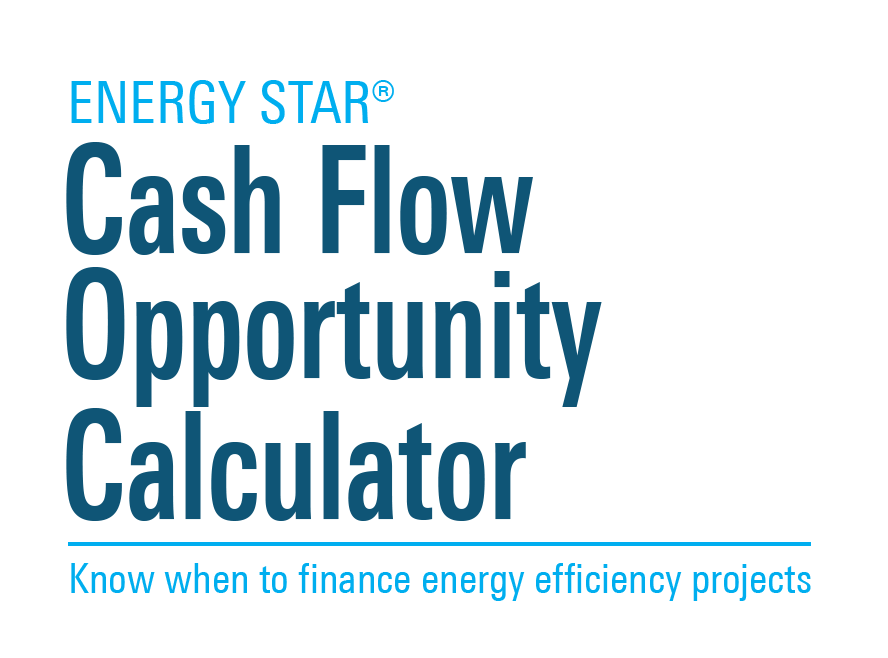 ENERGY STAR®
Cash Flow
Opportunity
Calculator
Know when to finance energy efficiency projects